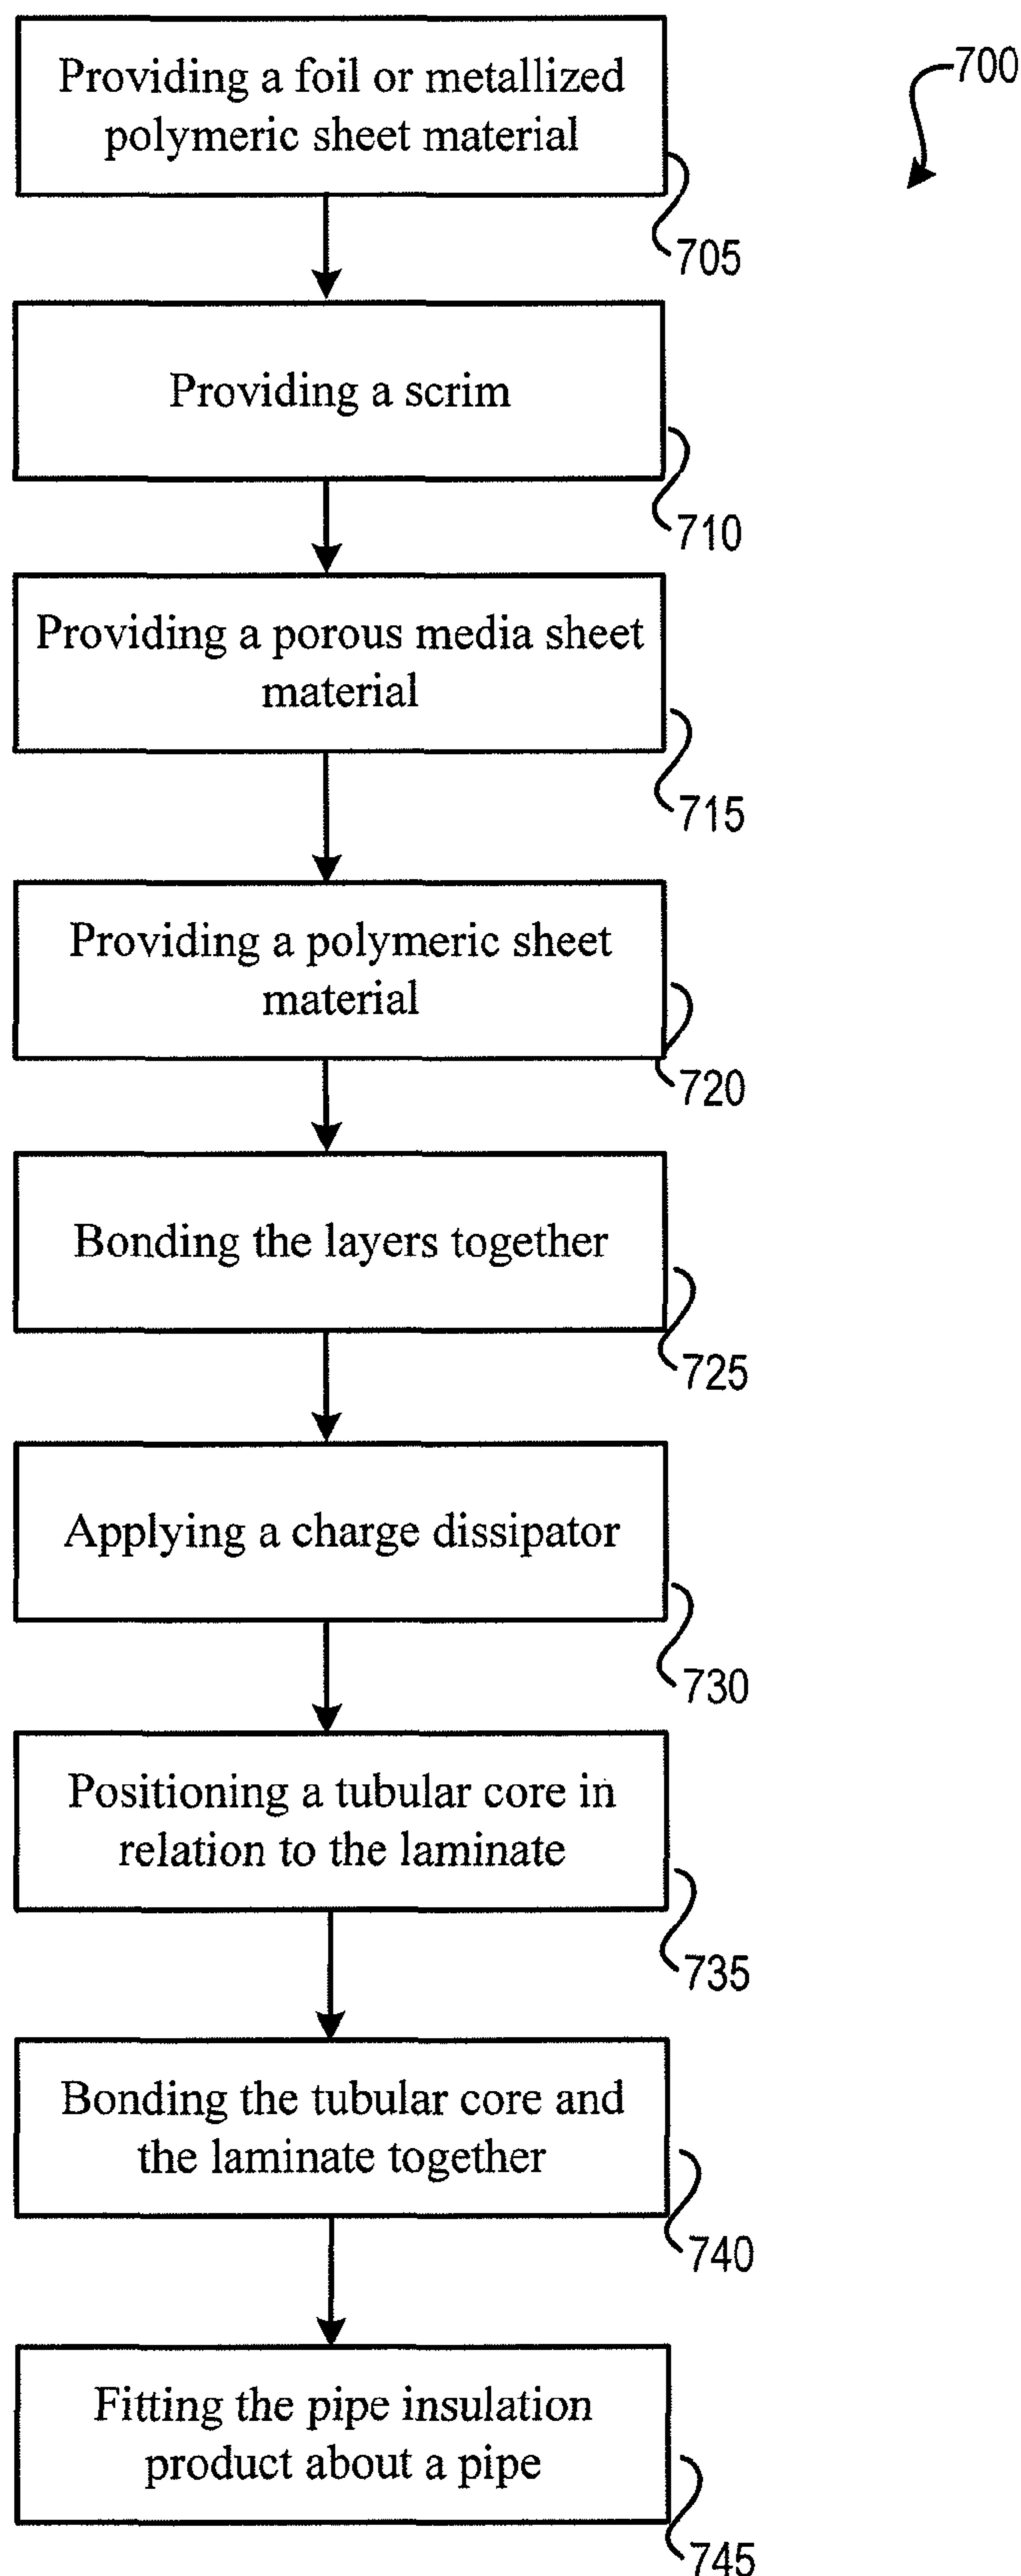 Providing a foil or metallized
polymeric sheet material
700
705
Providing a scrim
710
Providing a porous media sheet
material
715
Providing a polymeric sheet
material
720
Bonding the layers together
725
Applying a charge dissipator
730
Positioning a tubular core in
relation to the laminate
735
Bonding the tubular core and
the laminate together
740
Fitting the pipe insulation
product about a pipe
745